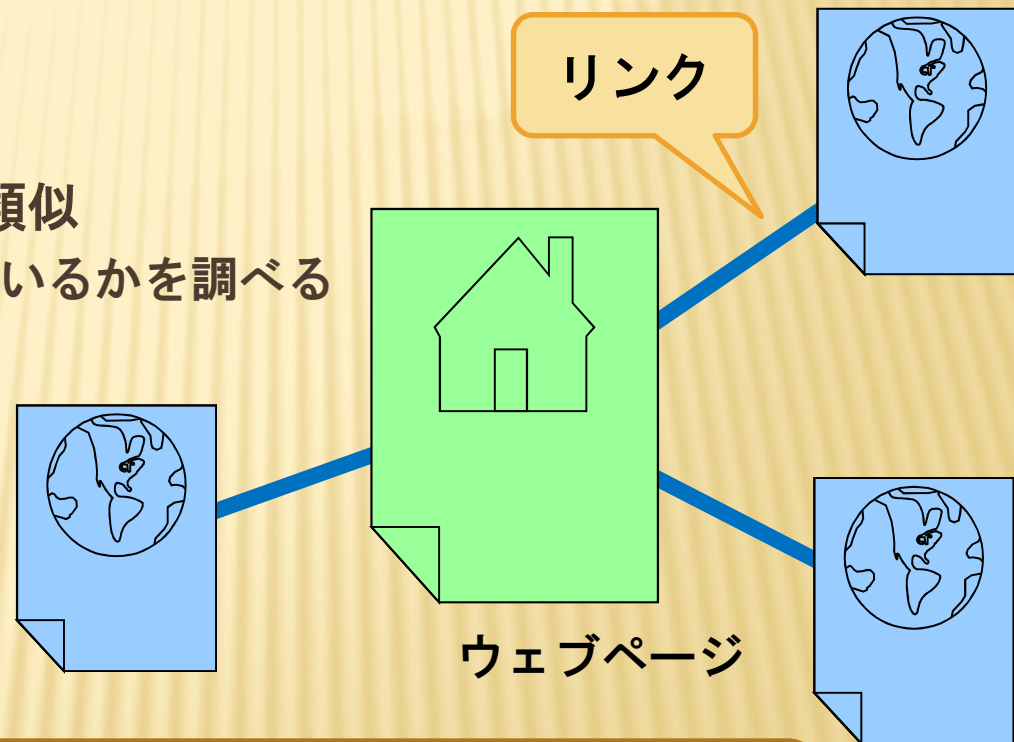 リンク
類似
いるかを調べる
ウェブページ